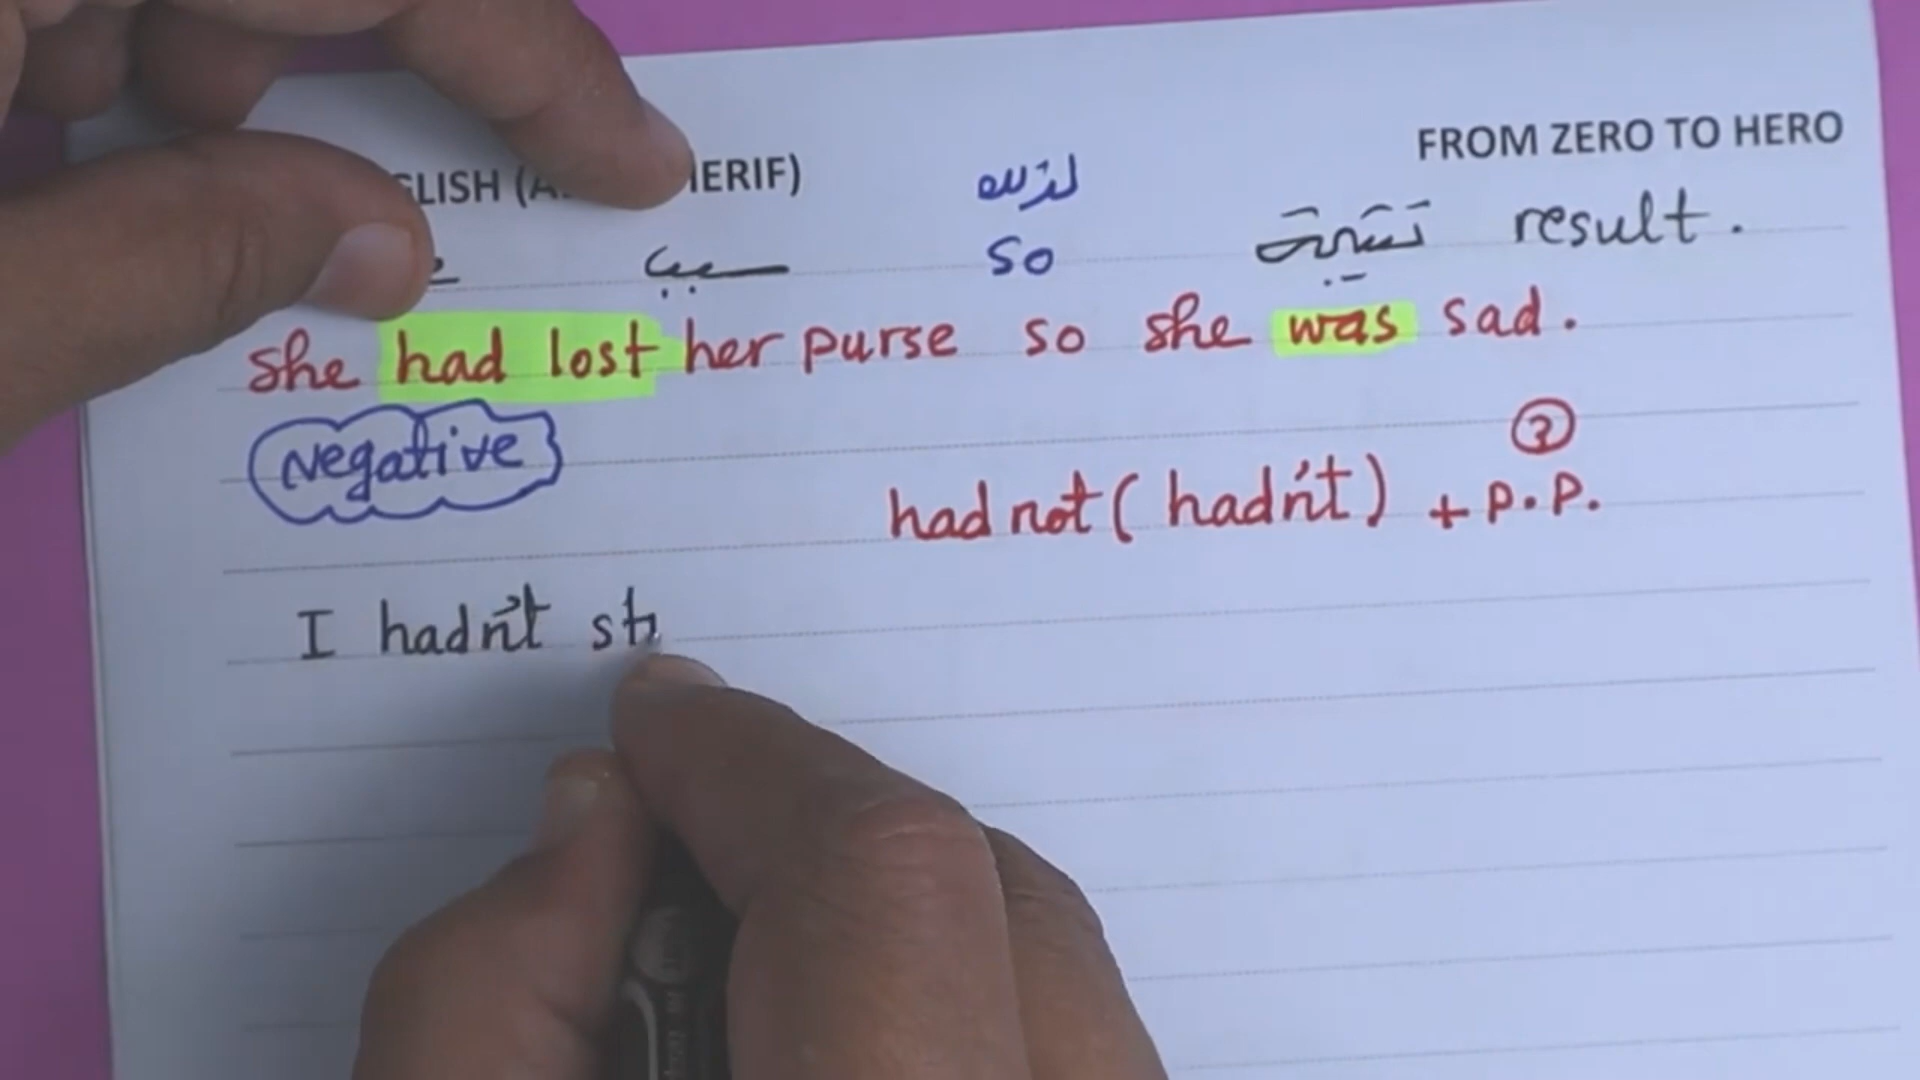 FROM ZERO TO HERO
GLISH (A HERIF)
لذلك
سبب so نتيجة result.
she had lost her purse so she was sad.
Negative
3
had not (hadn't) + P.P.
I hadn't st